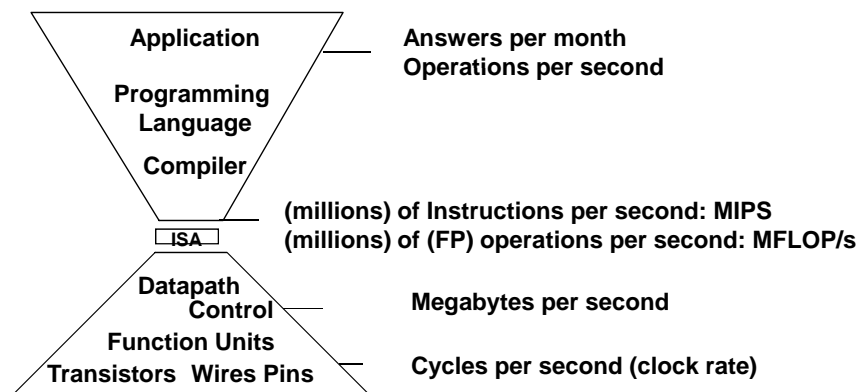 Application
Answers per month
Operations per second
Programming
Language
Compiler
(millions) of Instructions per second: MIPS
ISA
(millions) of (FP) operations per second: MFLOP/s
Datapath
Control
Megabytes per second
Function Units
Transistors Wires Pins
Cycles per second (clock rate)